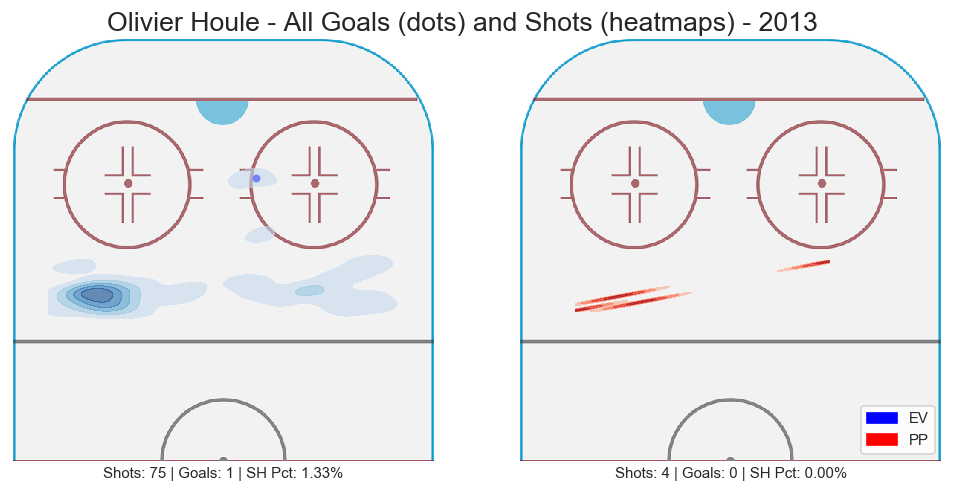 Olivier Houle - All Goals (dots) and Shots (heatmaps) - 2013
EV
PP
Shots: 75 | Goals: 1 | SH Pct: 1.33%
Shots: 4 | Goals: 0 | SH Pct: 0.00%